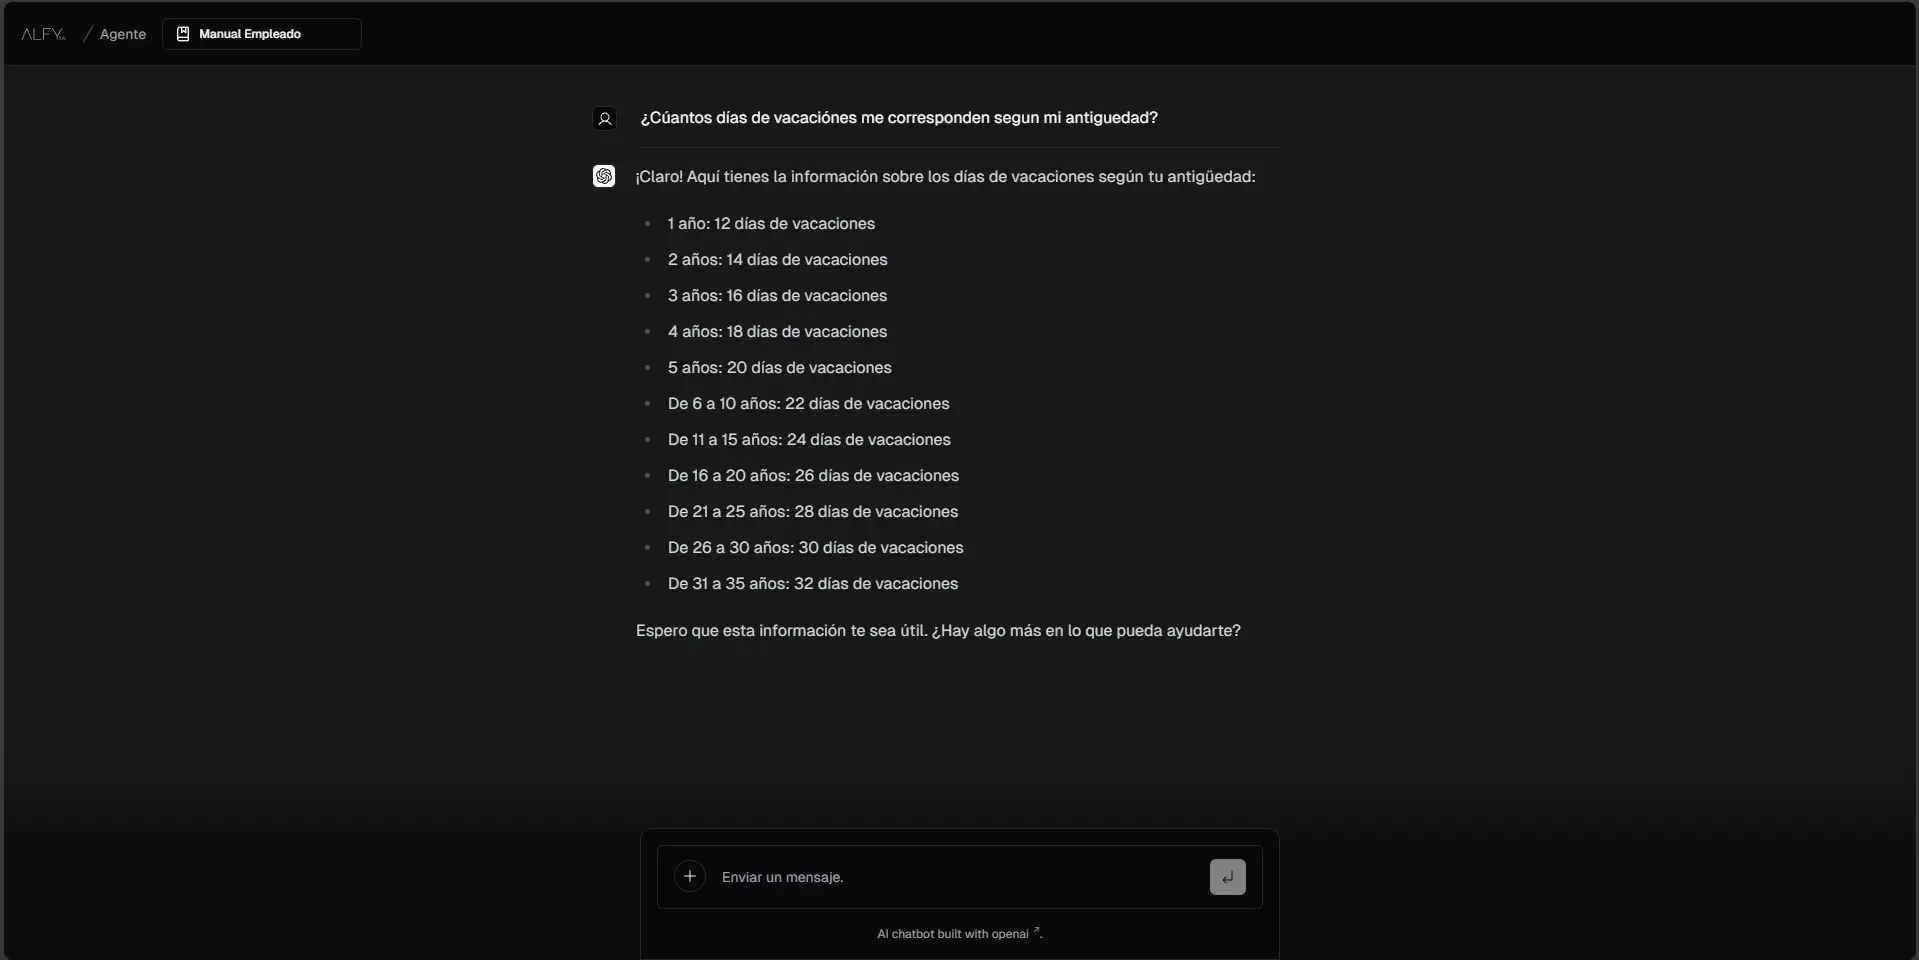 ALFY.IA / Agente Manual Empleado
¿Cúantos días de vacaciónes me corresponden segun mi antiguedad?
¡Claro! Aquí tienes la información sobre los días de vacaciones según tu antigüedad:
1 año: 12 días de vacaciones
2 años: 14 días de vacaciones
3 años: 16 días de vacaciones
4 años: 18 días de vacaciones
5 años: 20 días de vacaciones
De 6 a 10 años: 22 días de vacaciones
De 11 a 15 años: 24 días de vacaciones
De 16 a 20 años: 26 días de vacaciones
De 21 a 25 años: 28 días de vacaciones
De 26 a 30 años: 30 días de vacaciones
De 31 a 35 años: 32 días de vacaciones
Espero que esta información te sea útil. ¿Hay algo más en lo que pueda ayudarte?
Enviar un mensaje.
AI chatbot built with openai ↗.